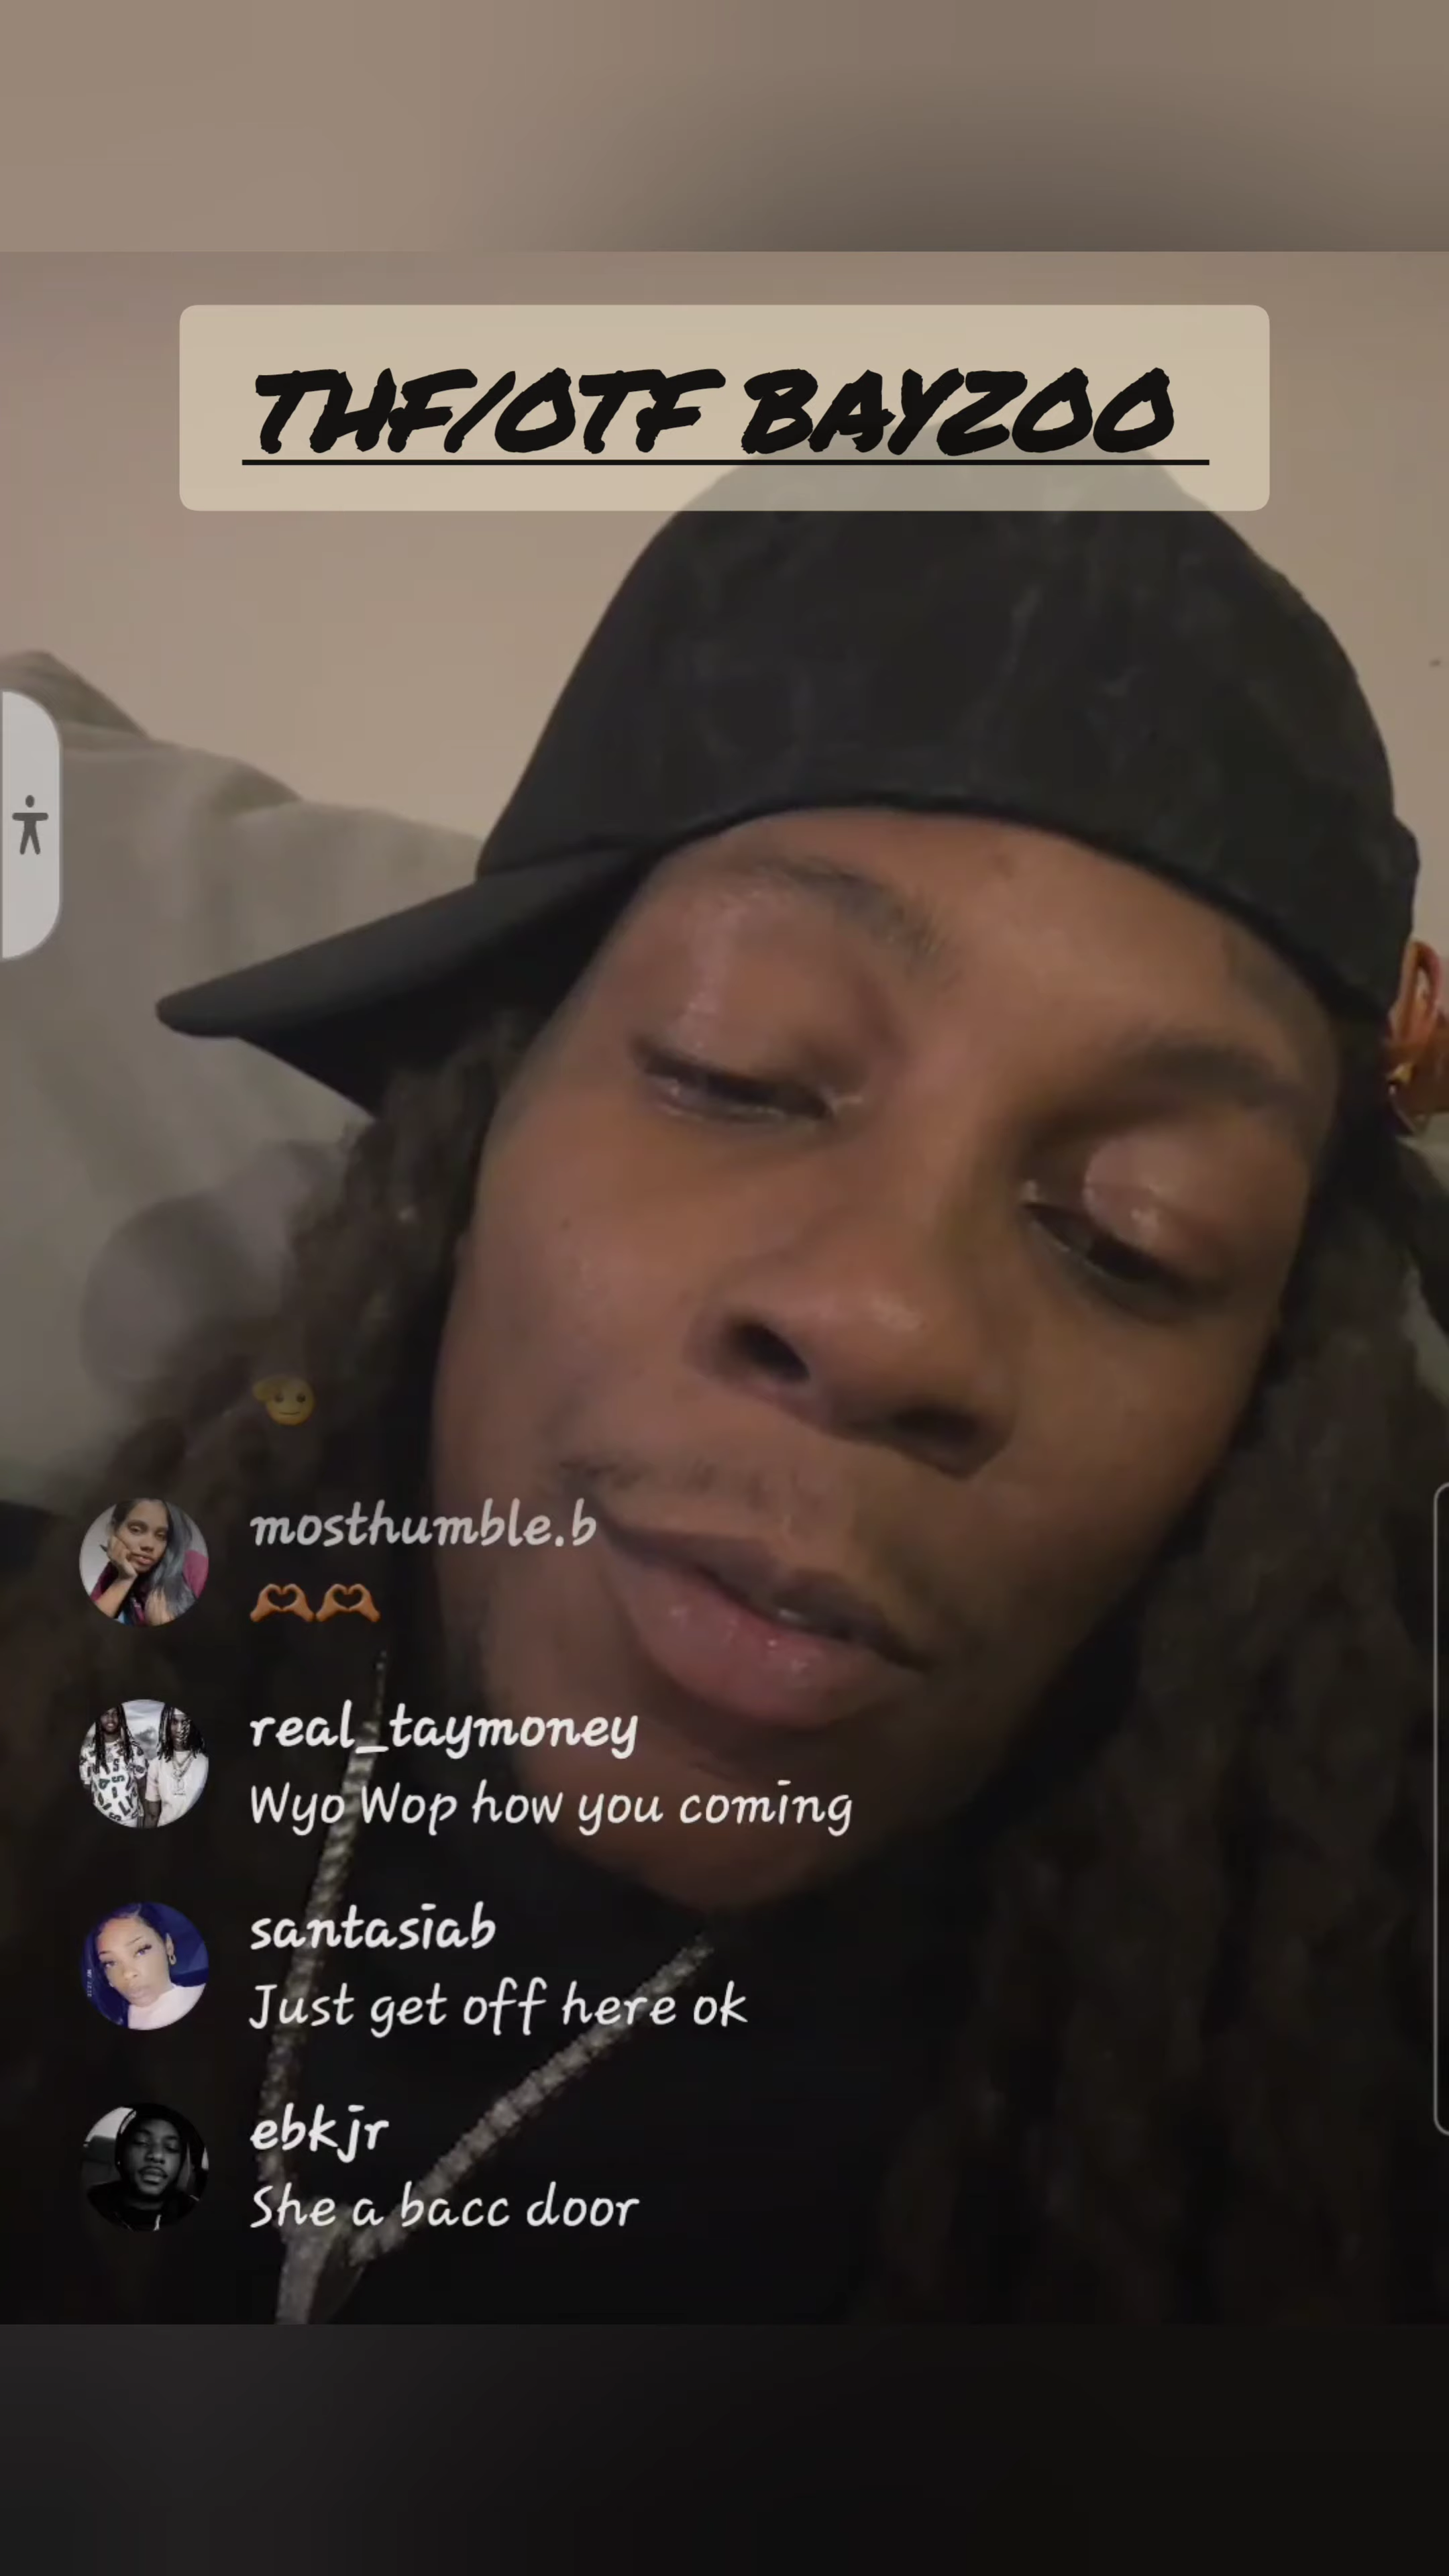 THF/OTF BAYZOO
mosthumble.b
🫶🏾🫶🏾
real_taymoney
Wyo Wop how you coming
santasiab
Just get off here ok
ebkjr
She a bacc door